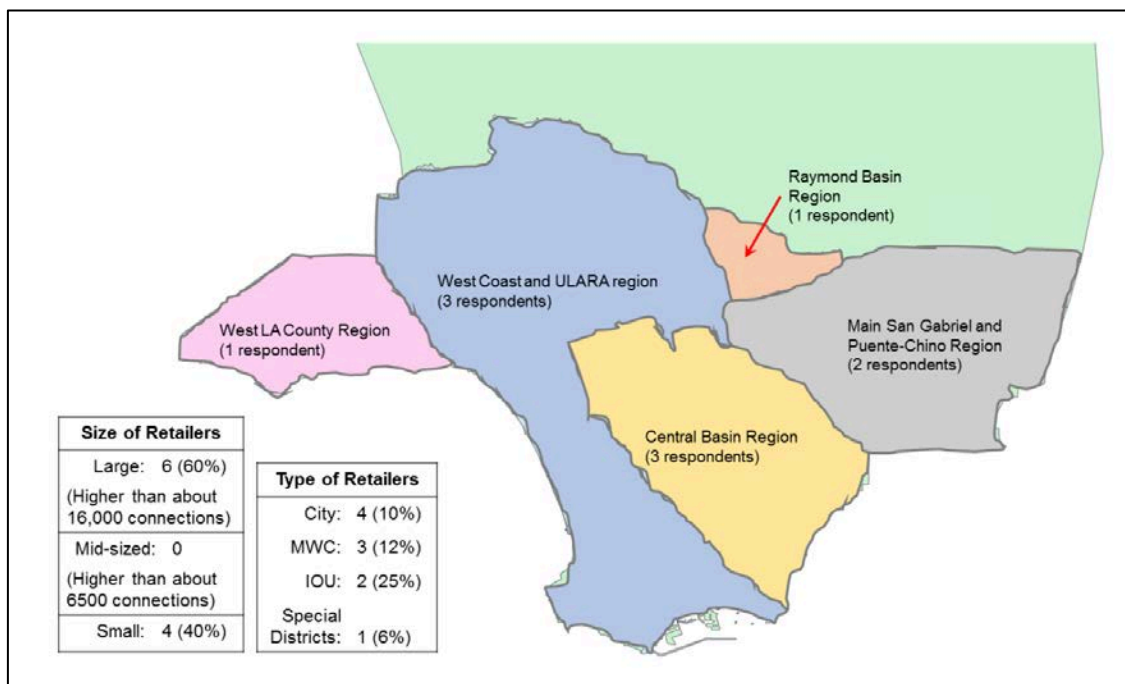 Raymond Basin
Region
(1 respondent)
West Coast and ULARA region
(3 respondents)
West LA County Region
(1 respondent)
Main San Gabriel and
Puente-Chino Region
(2 respondents)
Central Basin Region
(3 respondents)
Size of Retailers
Large: 6 (60%)
(Higher than about
16,000 connections)
Mid-sized: 0
(Higher than about
6500 connections)
Small: 4 (40%)
Type of Retailers
City: 4 (10%)
MWC: 3 (12%)
IOU: 2 (25%)
Special
Districts: 1 (6%)